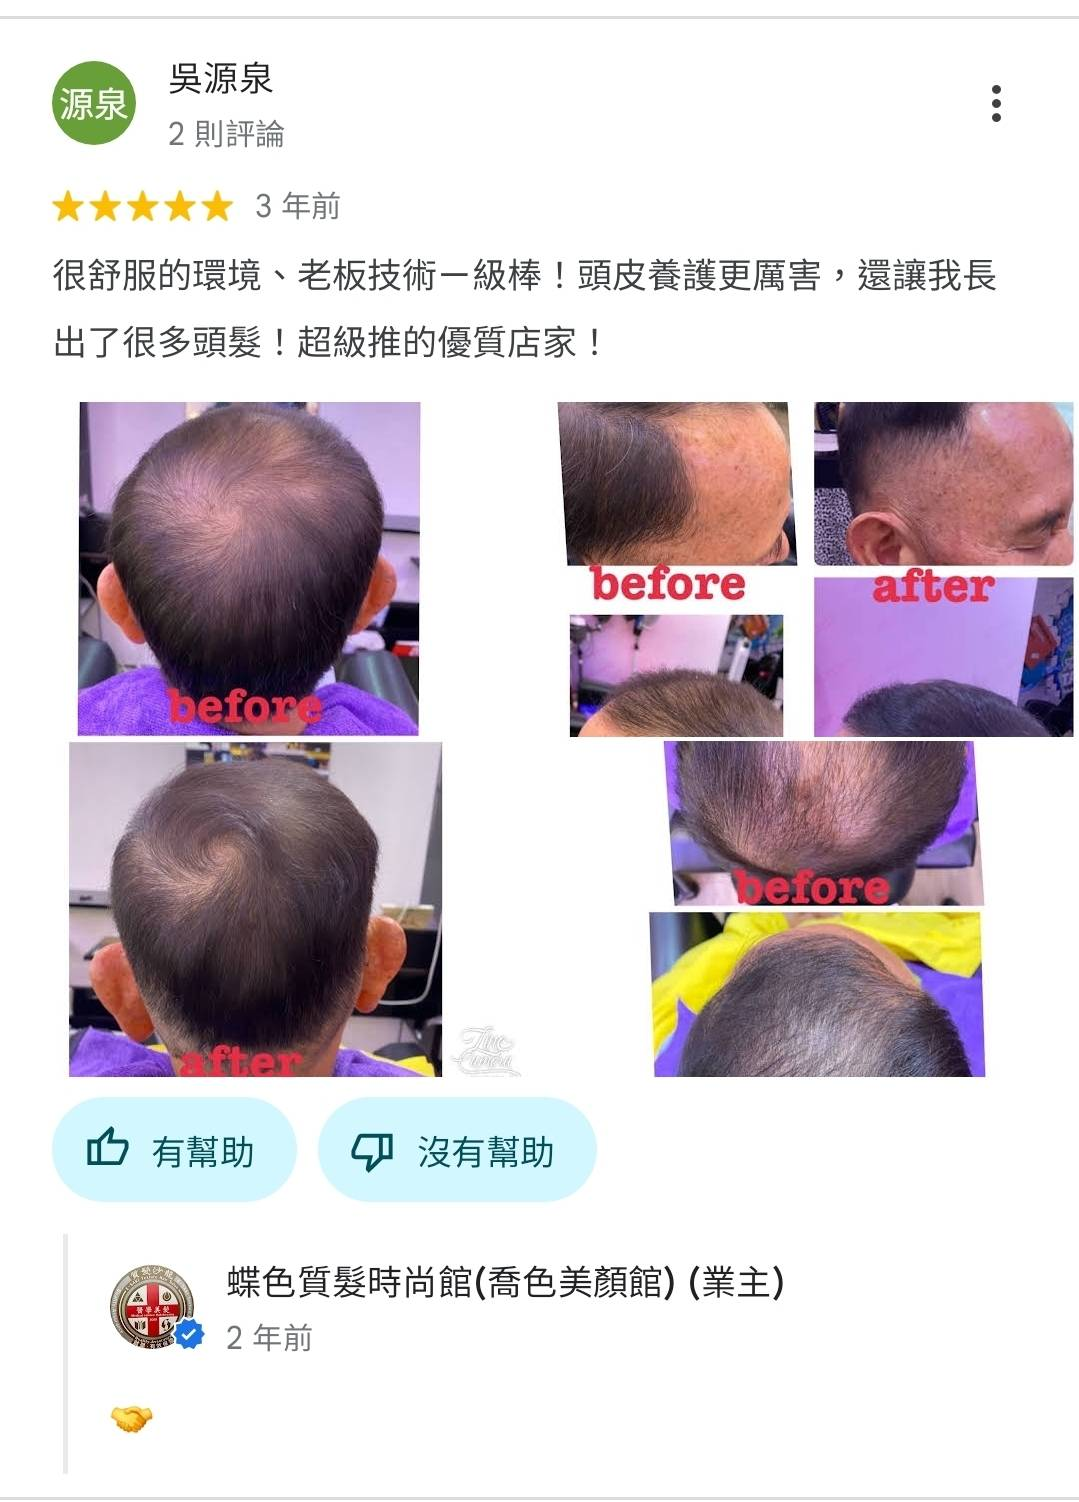 源泉
吳源泉
2 則評論
3 年前
很舒服的環境、老板技術一級棒！頭皮養護更厲害，還讓我長
出了很多頭髮！超級推的優質店家！
before
before
after
before
after
有幫助
沒有幫助
蝶色質髮時尚館(喬色美顏館) (業主)
醫學美髮
2 年前